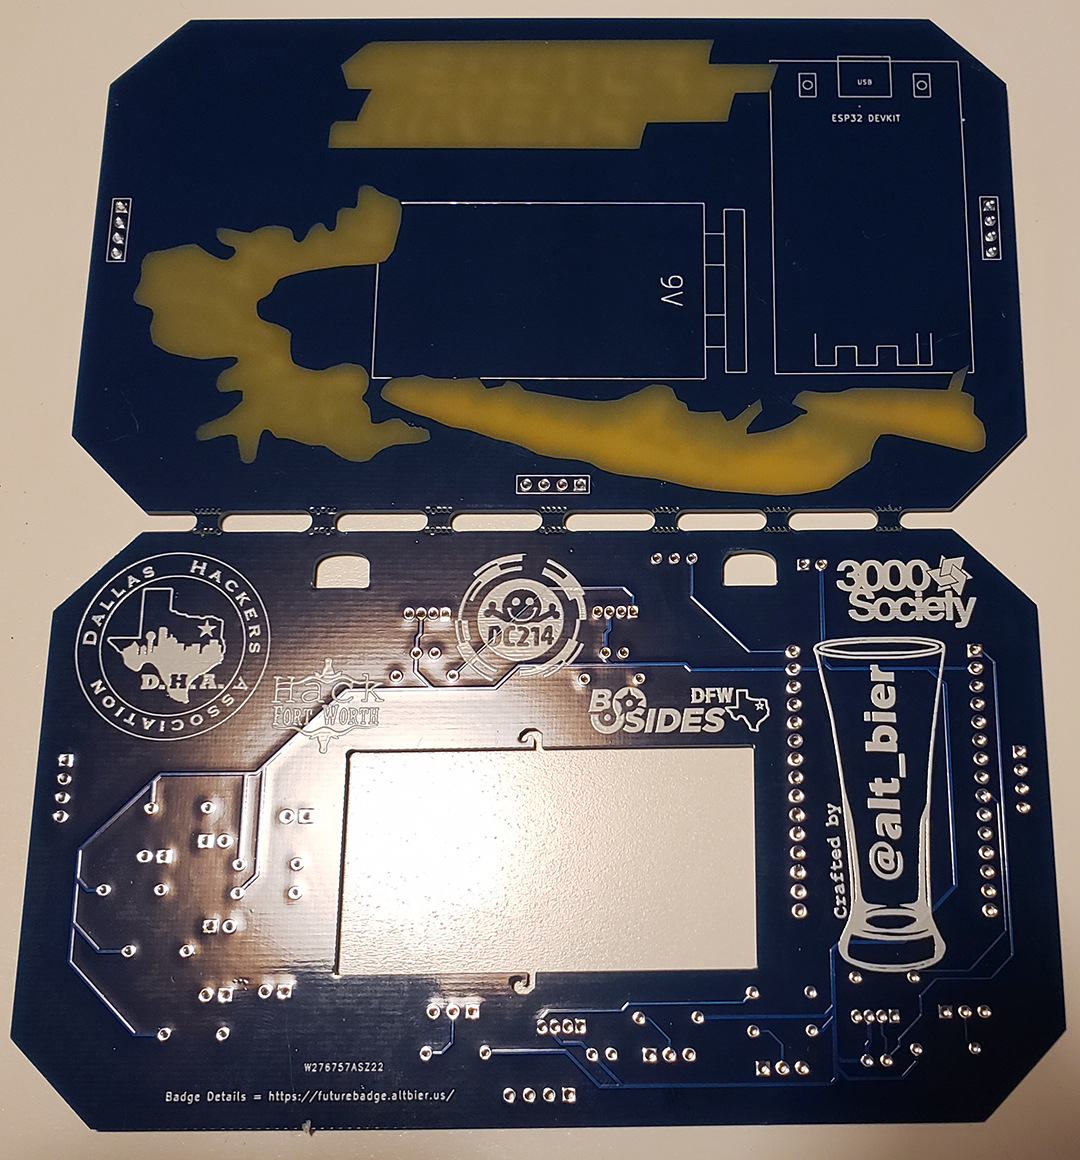 USB
ESP32 DEVKIT
9V
DALLAS HACKERS ASSOCIATION
D.H.A.
Hack
FORT WORTH
DC214
BSIDES
DFW
3000
Society
Crafted by
@alt_bier
W276757ASZ22
Badge Details = https://futurebadge.altbier.us/